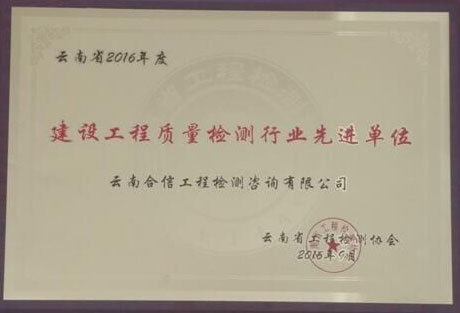 云南省2016年度
建设工程质量检测行业先进单位
云南合信工程检测咨询有限公司
云南省工程检测协会
2016年9月